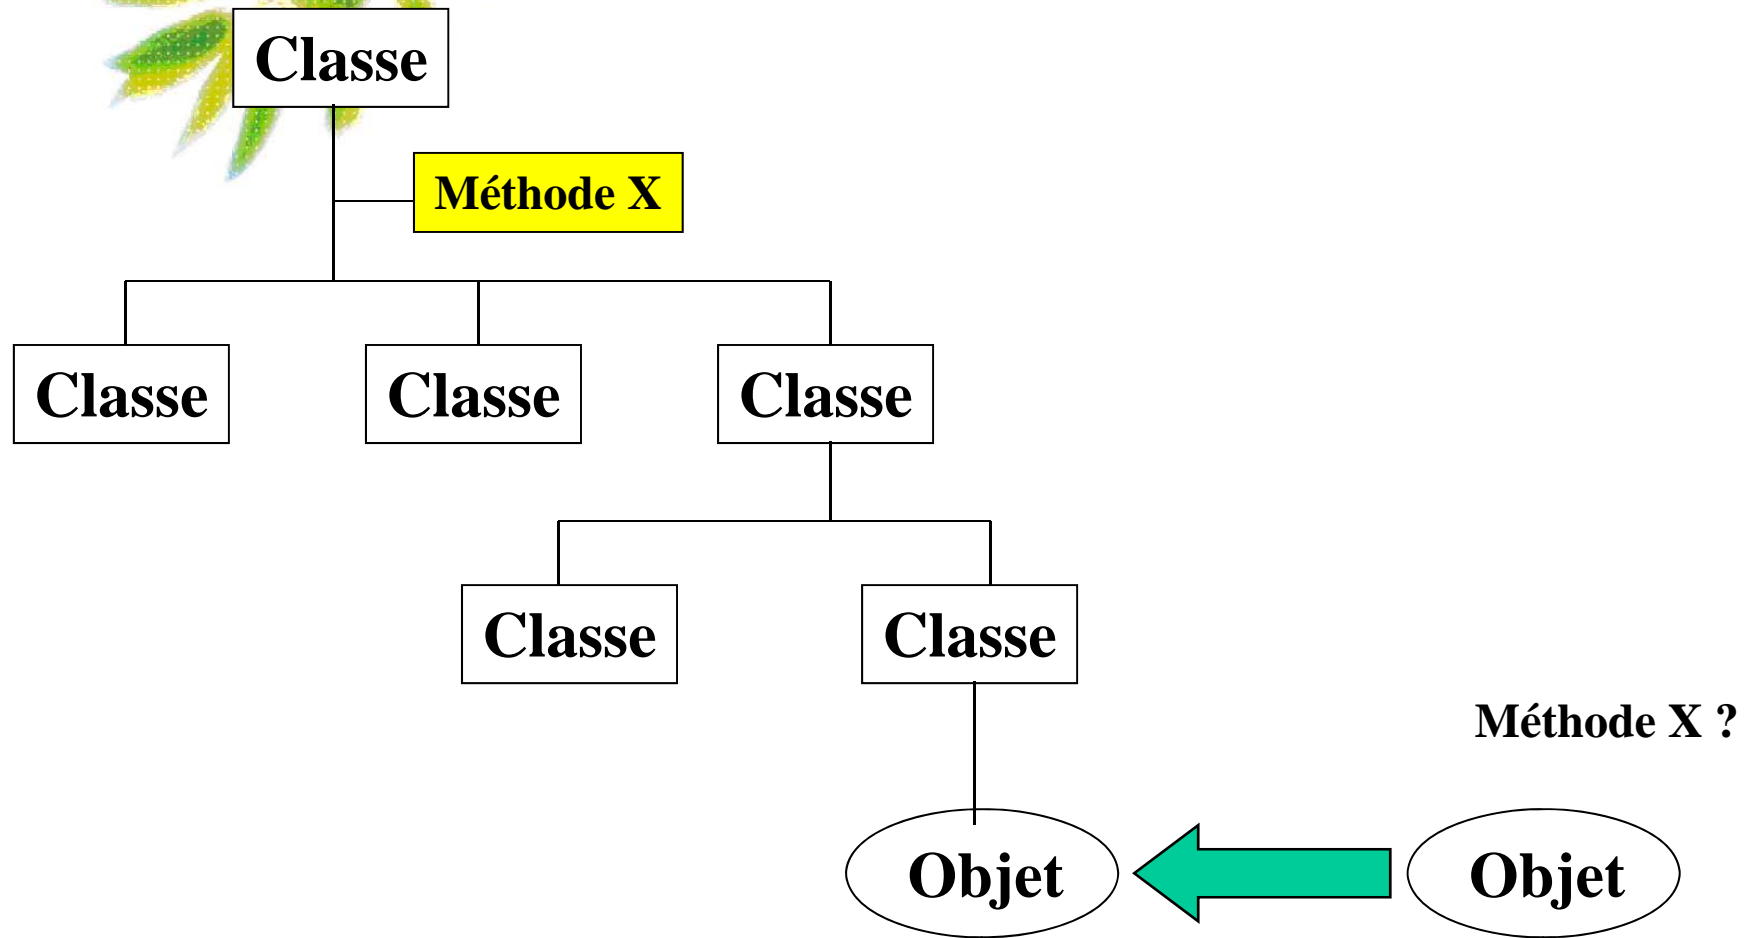 Classe
Méthode X
Classe
Classe
Classe
Classe
Classe
Méthode X ?
Objet
Objet